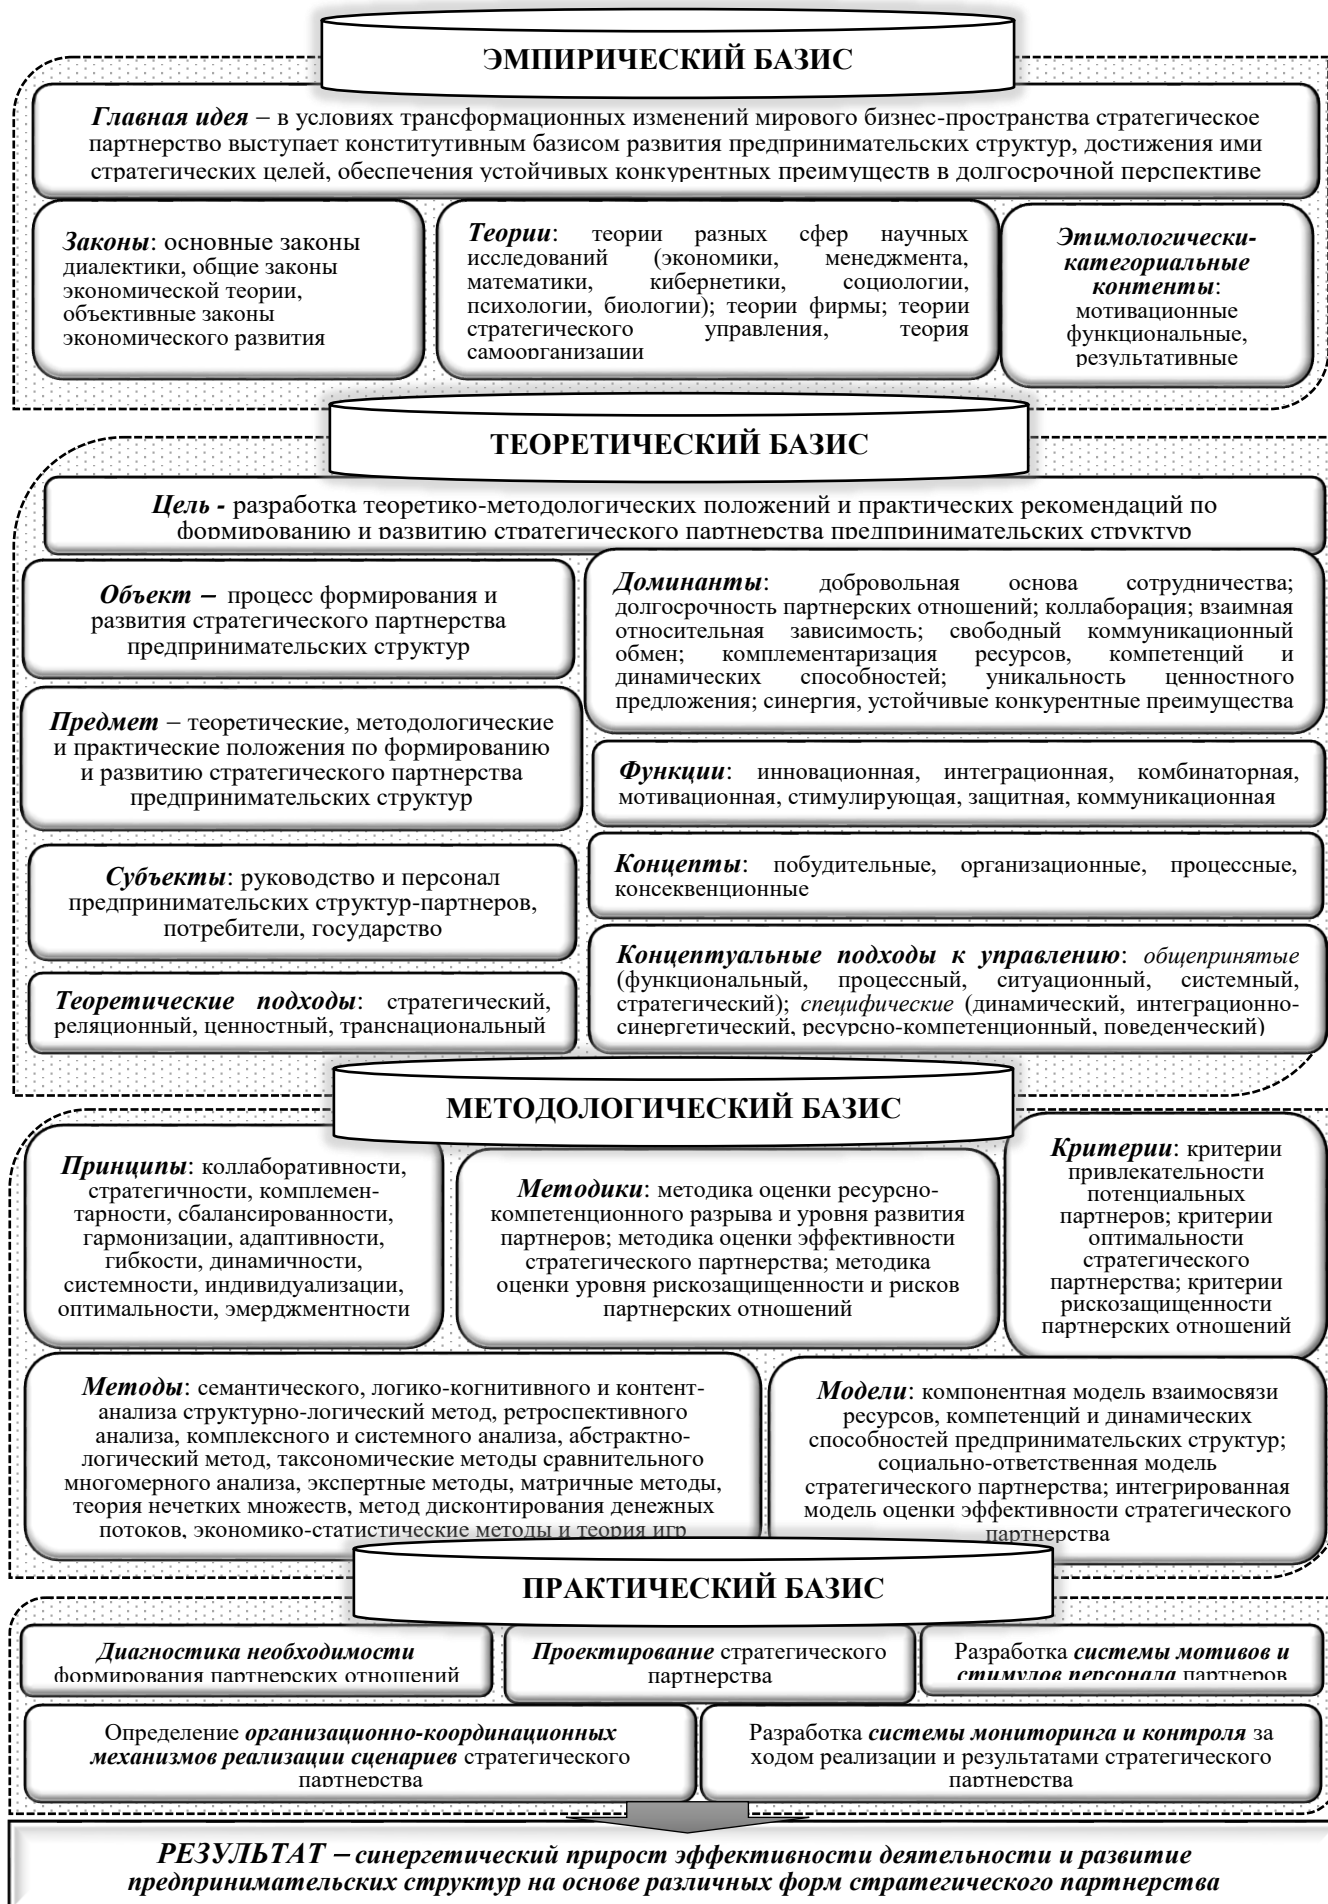 ЭМПИРИЧЕСКИЙ БАЗИС
Главная идея – в условиях трансформационных изменений мирового бизнес-пространства стратегическое
партнерство выступает конститутивным базисом развития предпринимательских структур, достижения ими
стратегических целей, обеспечения устойчивых конкурентных преимуществ в долгосрочной перспективе
Законы: основные законы
диалектики, общие законы
экономической теории,
объективные законы
экономического развития
Теории: теории разных сфер научных
исследований (экономики, менеджмента,
математики, кибернетики, социологии,
психологии, биологии); теории фирмы; теории
стратегического управления, теория
самоорганизации
Этимологически-
категориальные
контенты:
мотивационные
функциональные,
результативные
ТЕОРЕТИЧЕСКИЙ БАЗИС
Цель - разработка теоретико-методологических положений и практических рекомендаций по
формированию и развитию стратегического партнерства предпринимательских структур
Объект – процесс формирования и
развития стратегического партнерства
предпринимательских структур
Предмет – теоретические, методологические
и практические положения по формированию
и развитию стратегического партнерства
предпринимательских структур
Субъекты: руководство и персонал
предпринимательских структур-партнеров,
потребители, государство
Теоретические подходы: стратегический,
реляционный, ценностный, транснациональный
Доминанты: добровольная основа сотрудничества;
долгосрочность партнерских отношений; коллаборация; взаимная
относительная зависимость; свободный коммуникационный
обмен; комплементаризация ресурсов, компетенций и
динамических способностей; уникальность ценностного
предложения; синергия, устойчивые конкурентные преимущества
Функции: инновационная, интеграционная, комбинаторная,
мотивационная, стимулирующая, защитная, коммуникационная
Концепты: побудительные, организационные, процессные,
консеквенционные
Концептуальные подходы к управлению: общепринятые
(функциональный, процессный, ситуационный, системный,
стратегический); специфические (динамический, интеграционно-
синергетический, ресурсно-компетенционный, поведенческий)
МЕТОДОЛОГИЧЕСКИЙ БАЗИС
Принципы: коллаборативности,
стратегичности, комплемен-
тарности, сбалансированности,
гармонизации, адаптивности,
гибкости, динамичности,
системности, индивидуализации,
оптимальности, эмерджментности
Методики: методика оценки ресурсно-
компетенционного разрыва и уровня развития
партнеров; методика оценки эффективности
стратегического партнерства; методика
оценки уровня рискозащищенности и рисков
партнерских отношений
Критерии: критерии
привлекательности
потенциальных
партнеров; критерии
оптимальности
стратегического
партнерства; критерии
рискозащищенности
партнерских отношений
Методы: семантического, логико-когнитивного и контент-
анализа структурно-логический метод, ретроспективного
анализа, комплексного и системного анализа, абстрактно-
логический метод, таксономические методы сравнительного
многомерного анализа, экспертные методы, матричные методы,
теория нечетких множеств, метод дисконтирования денежных
потоков, экономико-статистические методы и теория игр
Модели: компонентная модель взаимосвязи
ресурсов, компетенций и динамических
способностей предпринимательских структур;
социально-ответственная модель
стратегического партнерства; интегрированная
модель оценки эффективности стратегического
партнерства
ПРАКТИЧЕСКИЙ БАЗИС
Диагностика необходимости
формирования партнерских отношений
Проектирование стратегического
партнерства
Разработка системы мотивов и
стимулов персонала партнеров
Определение организационно-координационных
механизмов реализации сценариев стратегического
партнерства
Разработка системы мониторинга и контроля за
ходом реализации и результатами стратегического
партнерства
РЕЗУЛЬТАТ – синергетический прирост эффективности деятельности и развитие
предпринимательских структур на основе различных форм стратегического партнерства